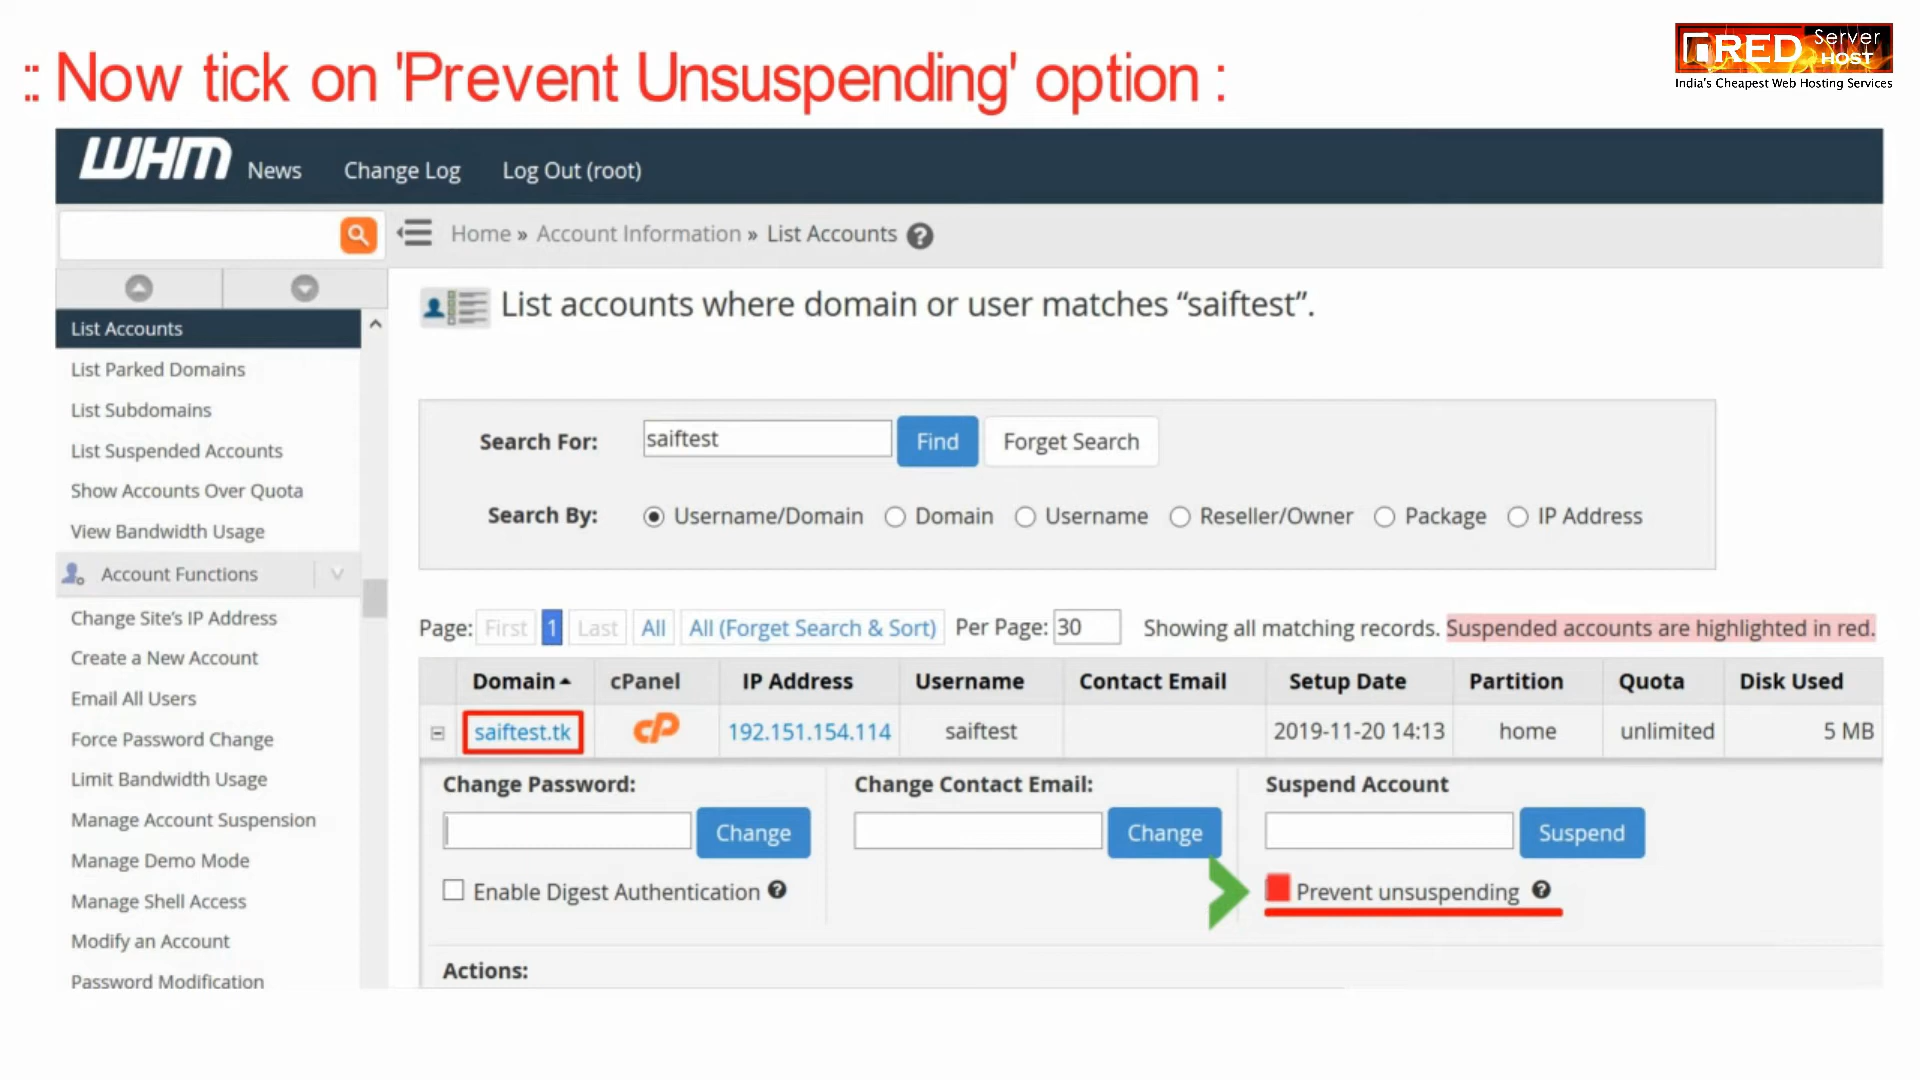 :: Now tick on 'Prevent Unsuspending' option :
RED Server HOST
India's Cheapest Web Hosting Services
WHM News Change Log Log Out (root)
Home » Account Information » List Accounts
List accounts where domain or user matches “saiftest”.
List Accounts
List Parked Domains
List Subdomains
List Suspended Accounts
Show Accounts Over Quota
View Bandwidth Usage
Account Functions
Change Site's IP Address
Create a New Account
Email All Users
Force Password Change
Limit Bandwidth Usage
Manage Account Suspension
Manage Demo Mode
Manage Shell Access
Modify an Account
Password Modification
Search For: saiftest Find Forget Search
Search By: Username/Domain Domain Username Reseller/Owner Package IP Address
Page: First 1 Last All All (Forget Search & Sort) Per Page: 30 Showing all matching records. Suspended accounts are highlighted in red.
Domain cPanel IP Address Username Contact Email Setup Date Partition Quota Disk Used
saiftest.tk cP 192.151.154.114 saiftest 2019-11-20 14:13 home unlimited 5 MB
Change Password: Change Contact Email: Suspend Account
Change Change Suspend
Enable Digest Authentication ? Prevent unsuspending ?
Actions: